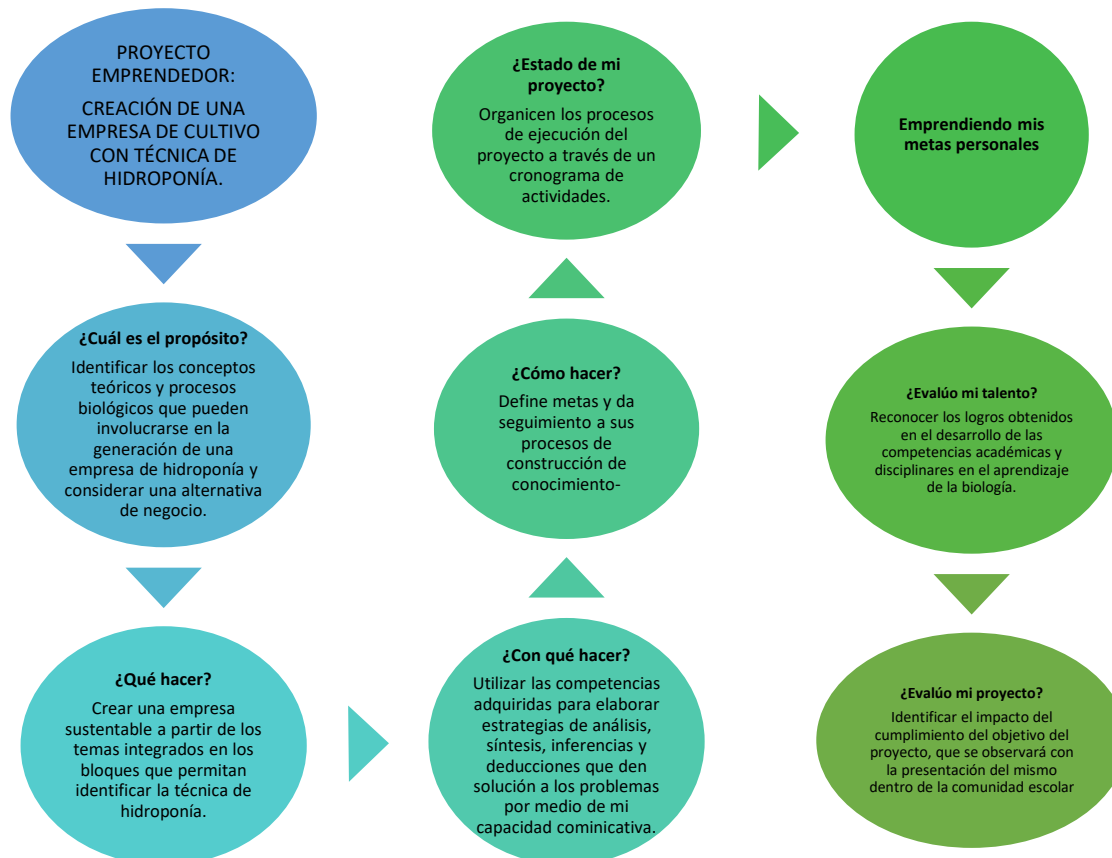 PROYECTO
EMPRENDEDOR:
CREACIÓN DE UNA
EMPRESA DE CULTIVO
CON TÉCNICA DE
HIDROPONÍA.
¿Cuál es el propósito?
Identificar los conceptos
teóricos y procesos
biológicos que pueden
involucrarse en la
generación de una
empresa de hidroponía y
considerar una alternativa
de negocio.
¿Qué hacer?
Crear una empresa
sustentable a partir de los
temas integrados en los
bloques que permitan
identificar la técnica de
hidroponía.
¿Con qué hacer?
Utilizar las competencias
adquiridas para elaborar
estrategias de análisis,
síntesis, inferencias y
deducciones que den
solución a los problemas
por medio de mi
capacidad cominicativa.
¿Cómo hacer?
Define metas y da
seguimiento a sus
procesos de
construcción de
conocimiento-
¿Estado de mi
proyecto?
Organicen los procesos
de ejecución del
proyecto a través de un
cronograma de
actividades.
Emprendiendo mis
metas personales
¿Evalúo mi talento?
Reconocer los logros obtenidos
en el desarrollo de las
competencias académicas y
disciplinares en el aprendizaje
de la biología.
¿Evalúo mi proyecto?
Identificar el impacto del
cumplimiento del objetivo del
proyecto, que se observará con
la presentación del mismo
dentro de la comunidad escolar